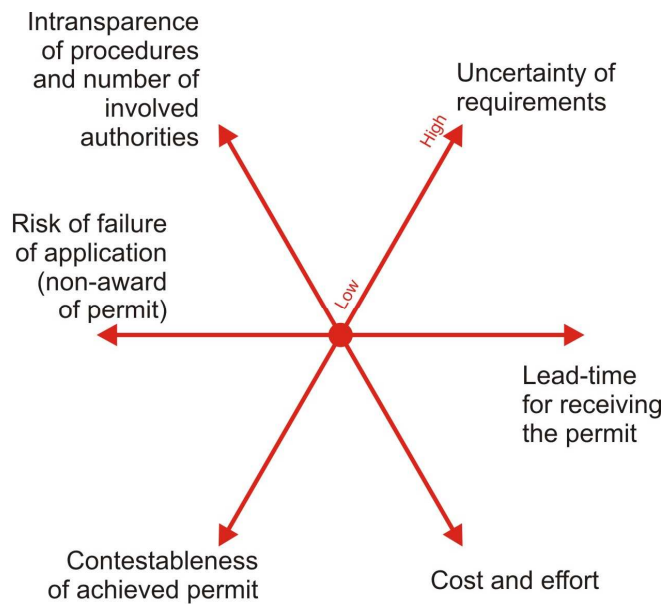 Intransparence
of procedures
and number of
involved
authorities
Uncertainty of
requirements
High
Risk of failure
of application
(non-award
of permit)
Low
Lead-time
for receiving
the permit
Contestableness
of achieved permit
Cost and effort